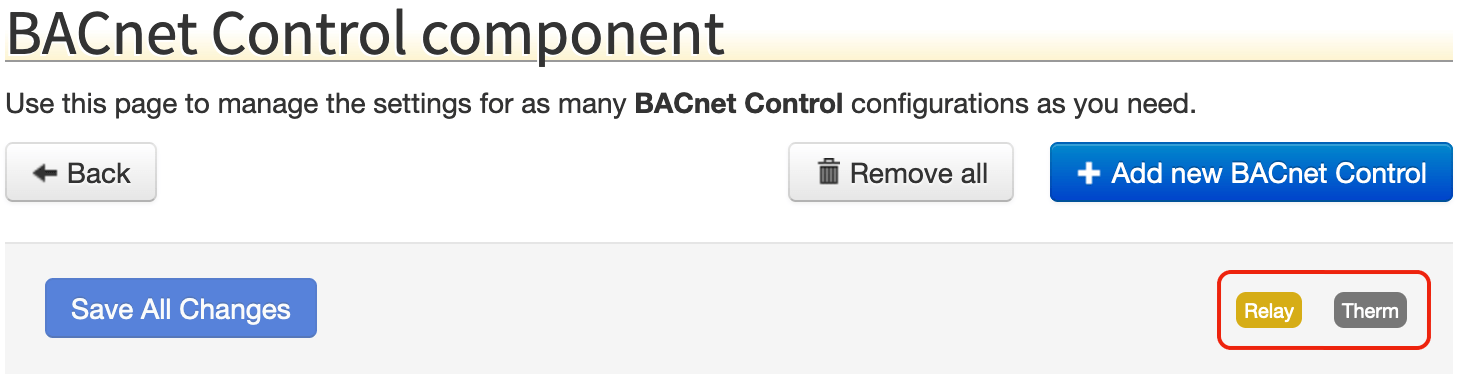 BACnet Control component
Use this page to manage the settings for as many BACnet Control configurations as you need.
Back
Remove all
Add new BACnet Control
Save All Changes
Relay
Therm